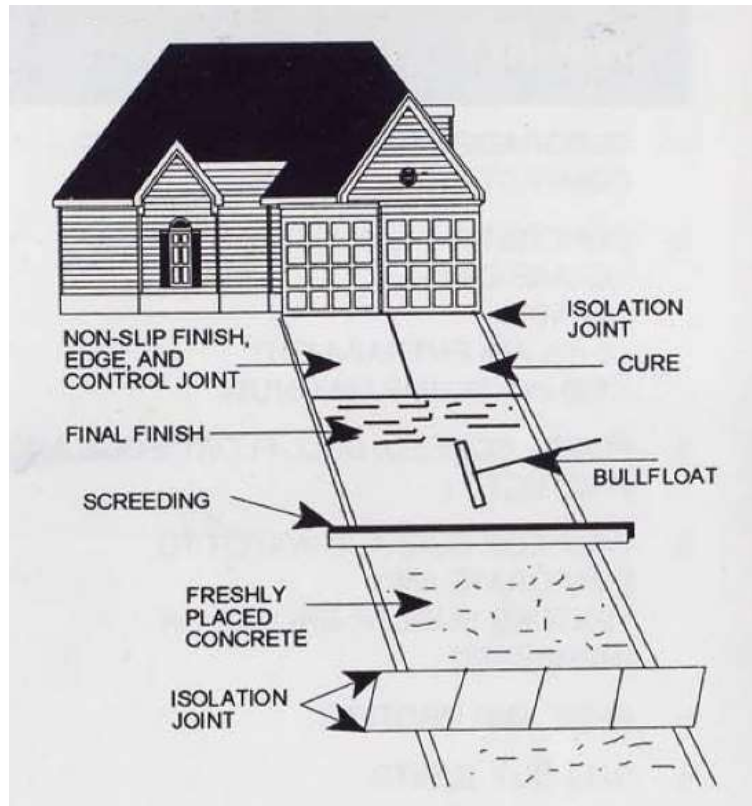 ISOLATION
JOINT
NON-SLIP FINISH,
EDGE, AND
CONTROL JOINT
CURE
FINAL FINISH
BULLFLOAT
SCREEDING
FRESHLY
PLACED
CONCRETE
ISOLATION
JOINT